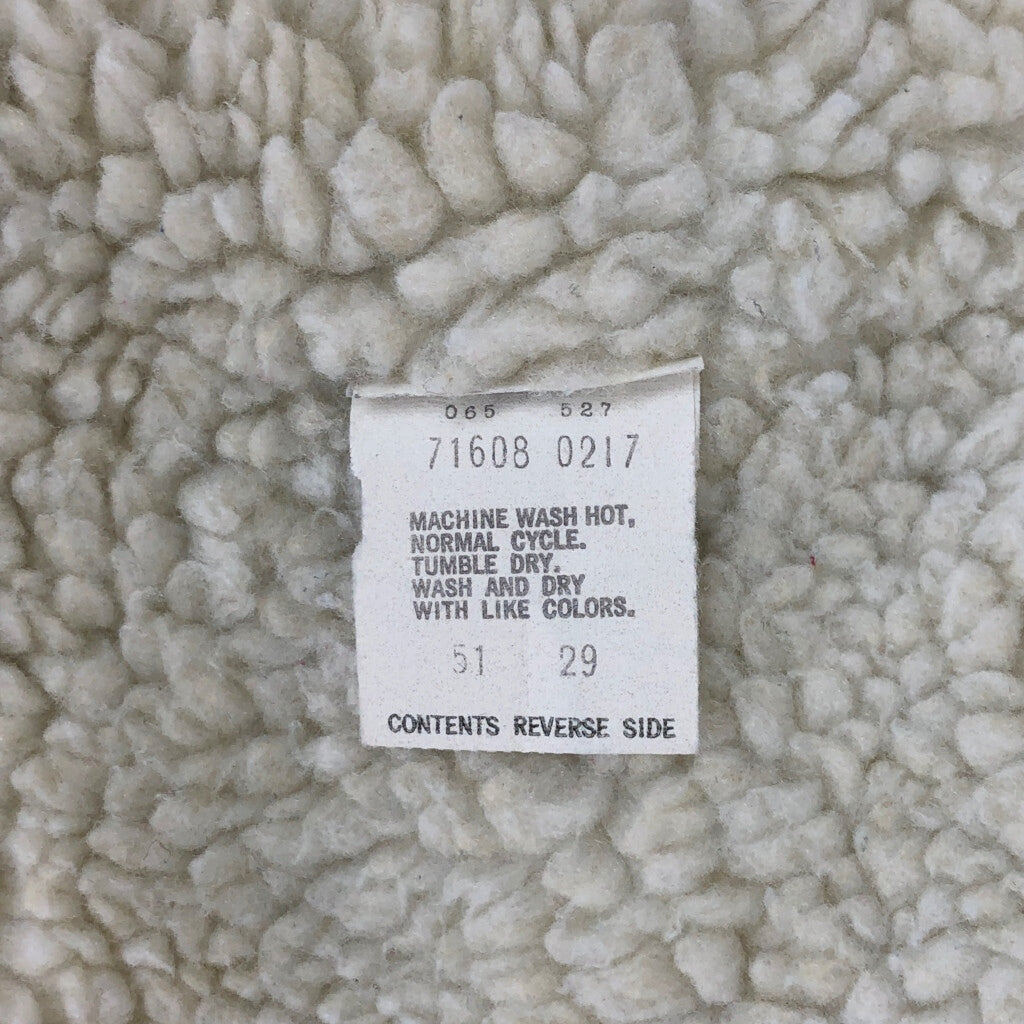 065 527
71608 0217
MACHINE WASH HOT,
NORMAL CYCLE.
TUMBLE DRY.
WASH AND DRY
WITH LIKE COLORS.
51 29
CONTENTS REVERSE SIDE